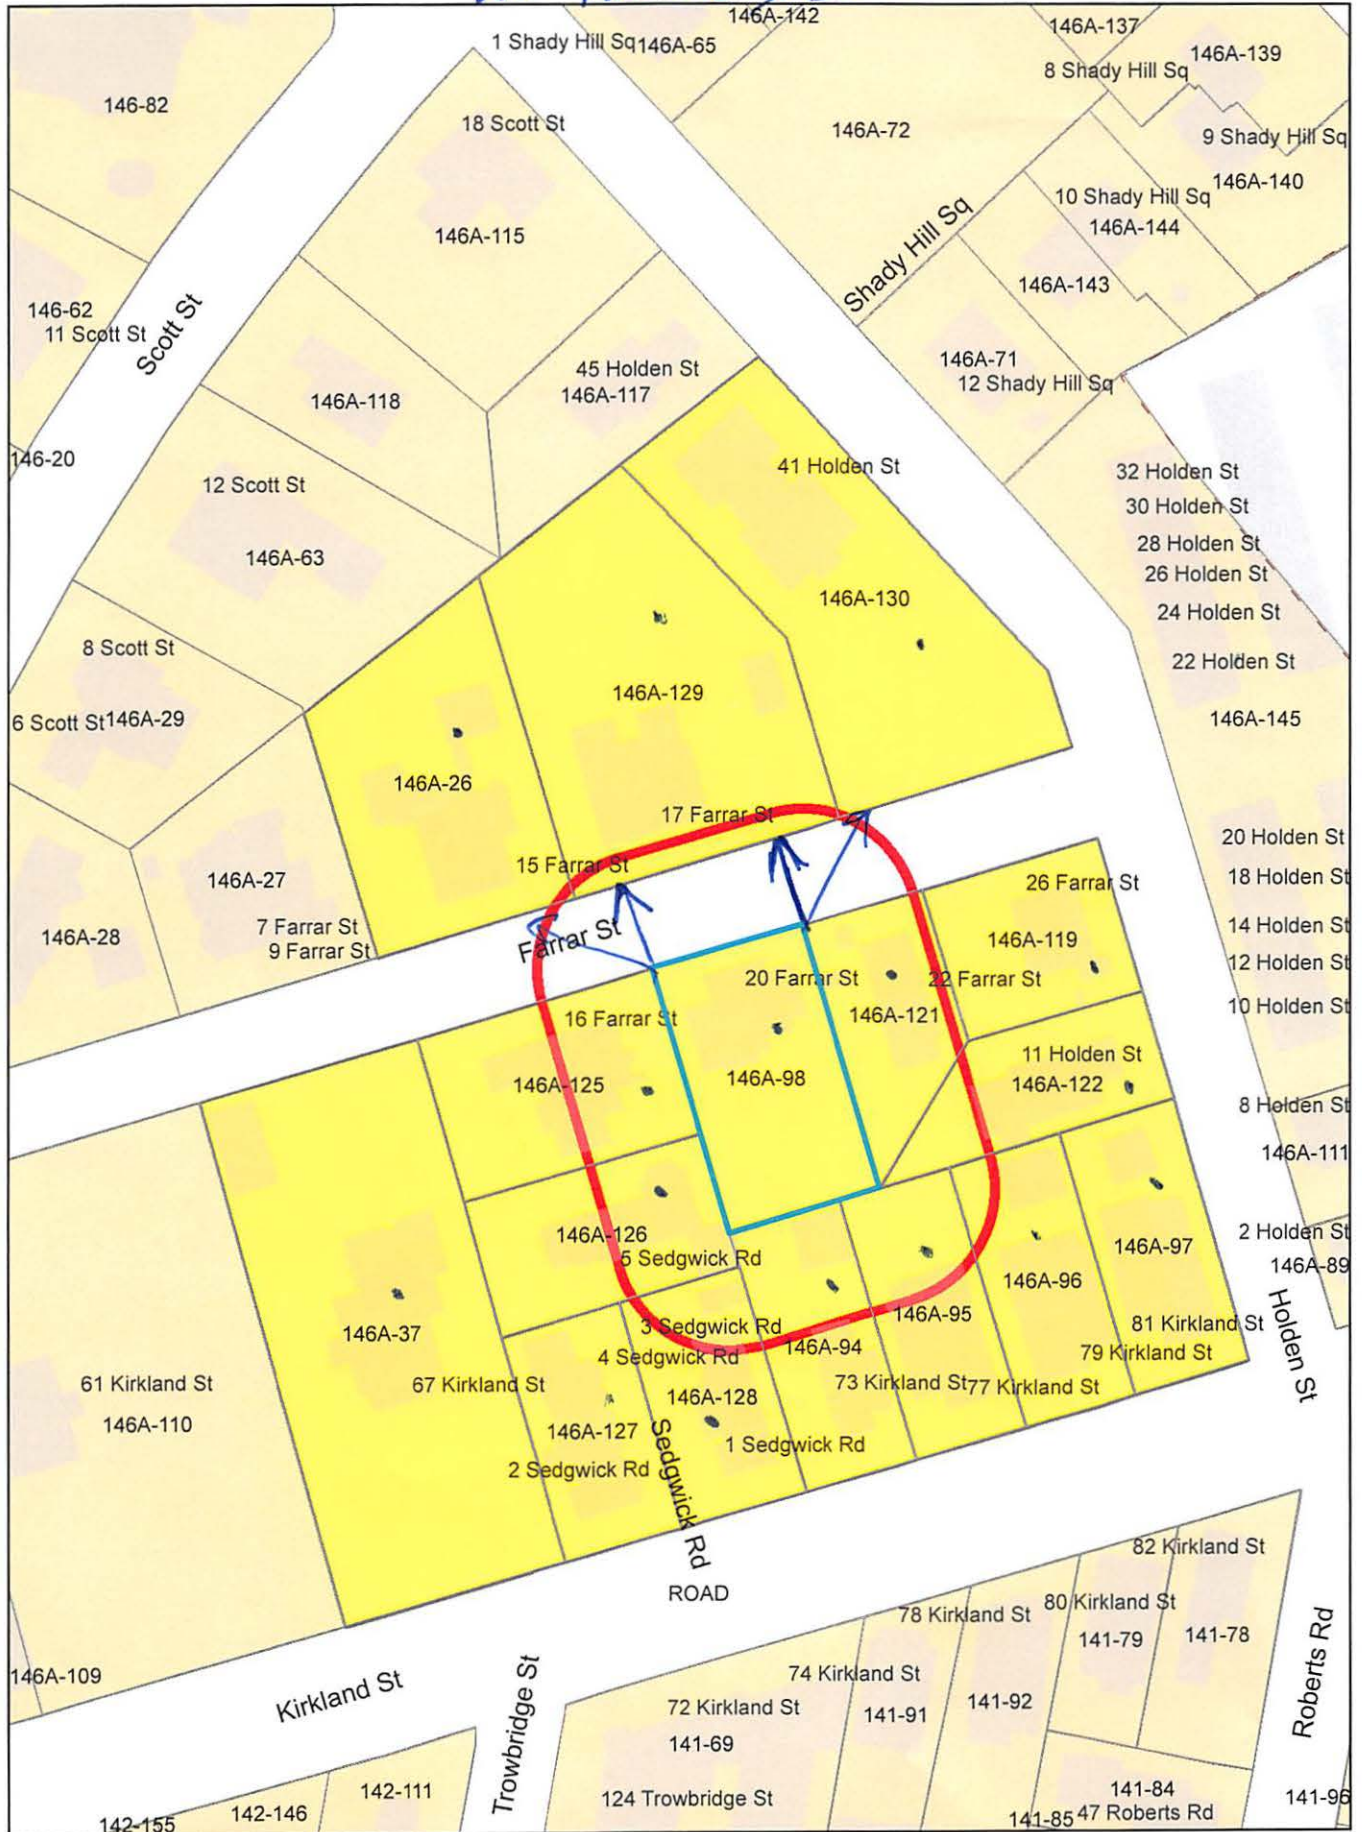 146A-142
1 Shady Hill Sq
146A-65
146A-137
146A-139
8 Shady Hill Sq
146-82
18 Scott St
146A-72
9 Shady Hill Sq
146A-140
10 Shady Hill Sq
146A-144
146A-115
Shady Hill Sq
146A-143
146-62
11 Scott St
Scott St
146A-71
12 Shady Hill Sq
45 Holden St
146A-117
146A-118
146-20
41 Holden St
32 Holden St
12 Scott St
30 Holden St
28 Holden St
146A-63
26 Holden St
146A-130
24 Holden St
8 Scott St
22 Holden St
146A-129
6 Scott St
146A-29
146A-145
146A-26
17 Farrar St
20 Holden St
15 Farrar St
146A-27
26 Farrar St
18 Holden St
7 Farrar St
14 Holden St
146A-28
Farrar St
146A-119
9 Farrar St
12 Holden St
20 Farrar St
22 Farrar St
10 Holden St
16 Farrar St
146A-121
11 Holden St
146A-125
146A-98
146A-122
8 Holden St
146A-111
146A-126
2 Holden St
5 Sedgwick Rd
146A-97
146A-89
146A-96
146A-95
3 Sedgwick Rd
81 Kirkland St
146A-37
146A-94
79 Kirkland St
4 Sedgwick Rd
Holden St
61 Kirkland St
67 Kirkland St
73 Kirkland St
77 Kirkland St
146A-128
146A-110
146A-127
1 Sedgwick Rd
2 Sedgwick Rd
Sedgwick Rd
82 Kirkland St
ROAD
80 Kirkland St
78 Kirkland St
141-79
141-78
146A-109
74 Kirkland St
Kirkland St
Roberts Rd
72 Kirkland St
141-91
141-92
141-69
Trowbridge St
142-111
141-84
141-96
124 Trowbridge St
142-146
47 Roberts Rd
142-155
141-85